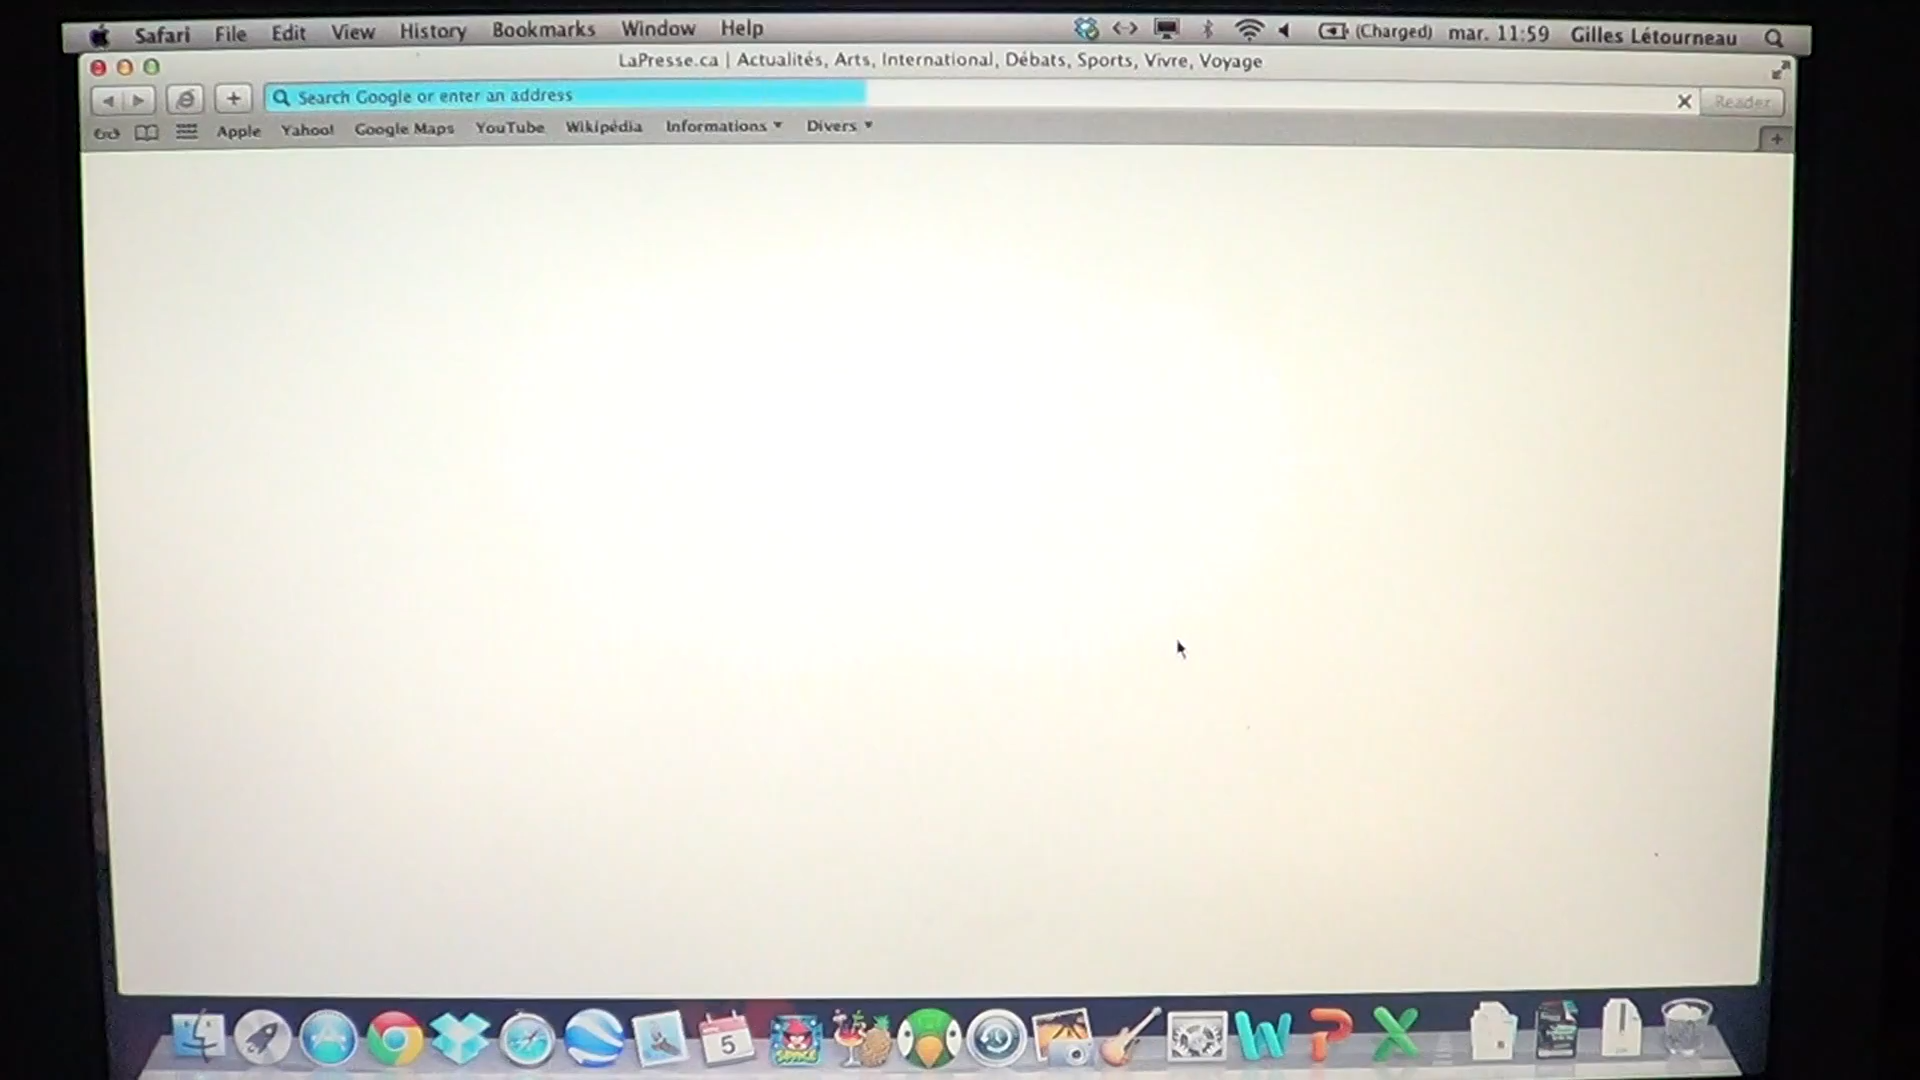 Safari File Edit View History Bookmarks Window Help (Charged) mar. 11:59 Gilles Létourneau
LaPresse.ca | Actualités, Arts, International, Débats, Sports, Vivre, Voyage
Search Google or enter an address Reader
Apple Yahoo! Google Maps YouTube Wikipédia Informations Divers
5
SPACE
W P X